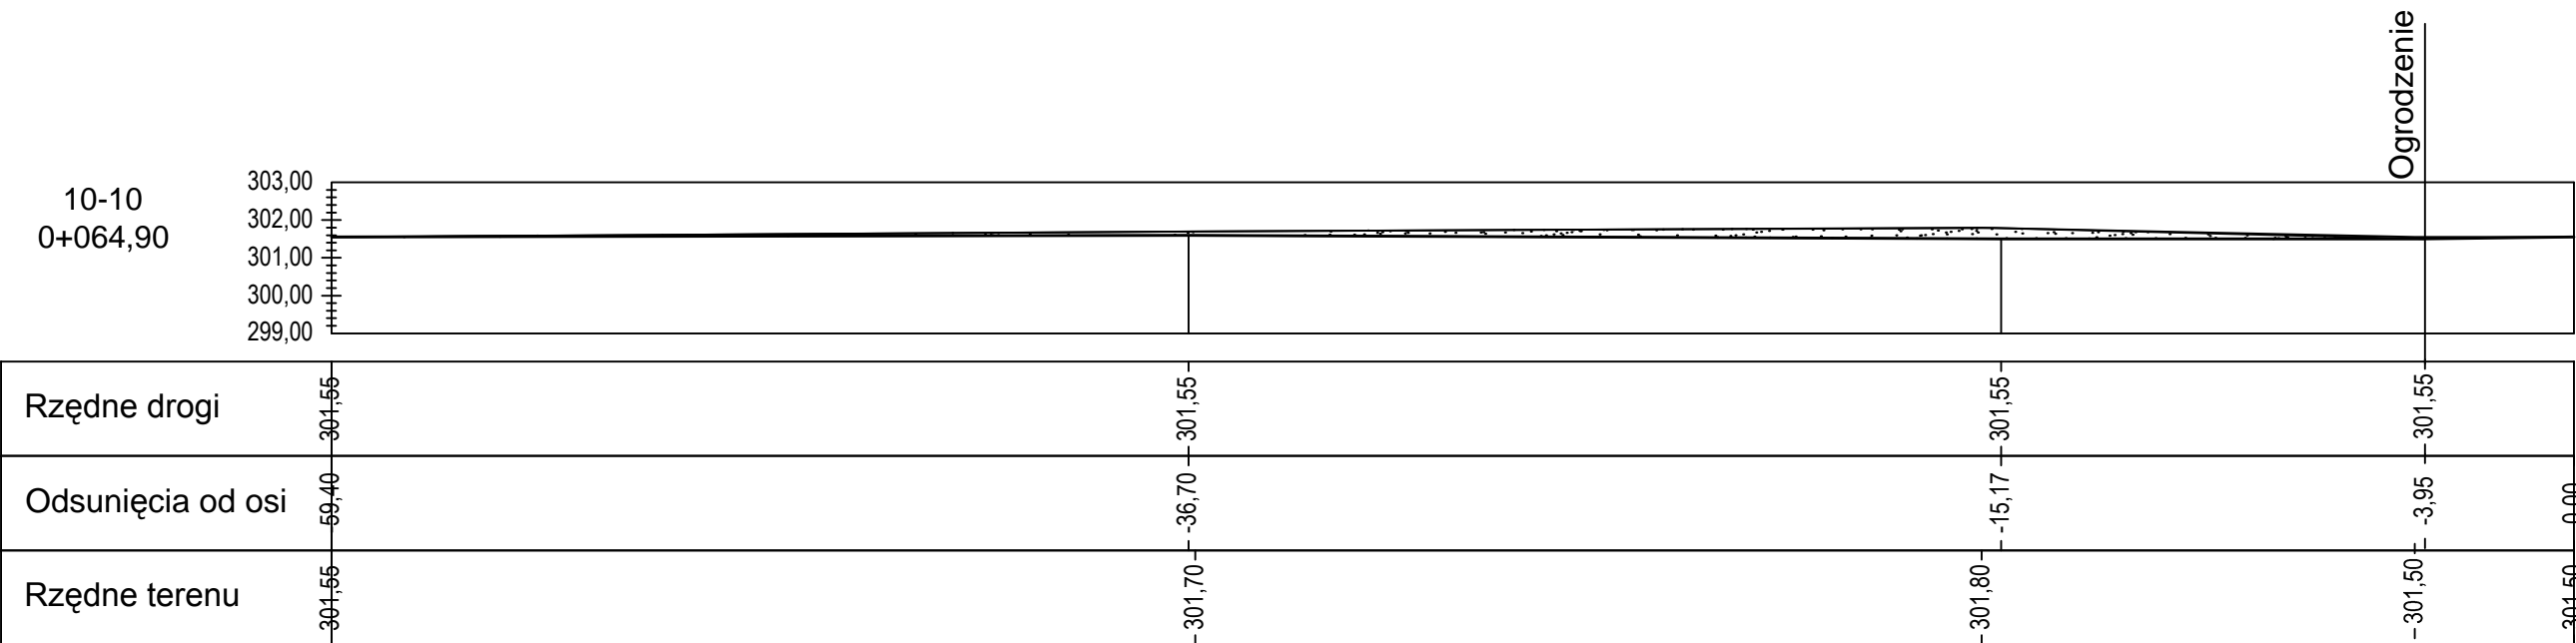 Ogrodzenie
10-10
0+064,90
303,00
302,00
301,00
300,00
299,00
Rzędne drogi 301,55 301,55 301,55 301,55
Odsunięcia od osi 59,40 -36,70 -15,17 -3,95 0,00
Rzędne terenu 301,55 301,70 301,80 301,50 301,50